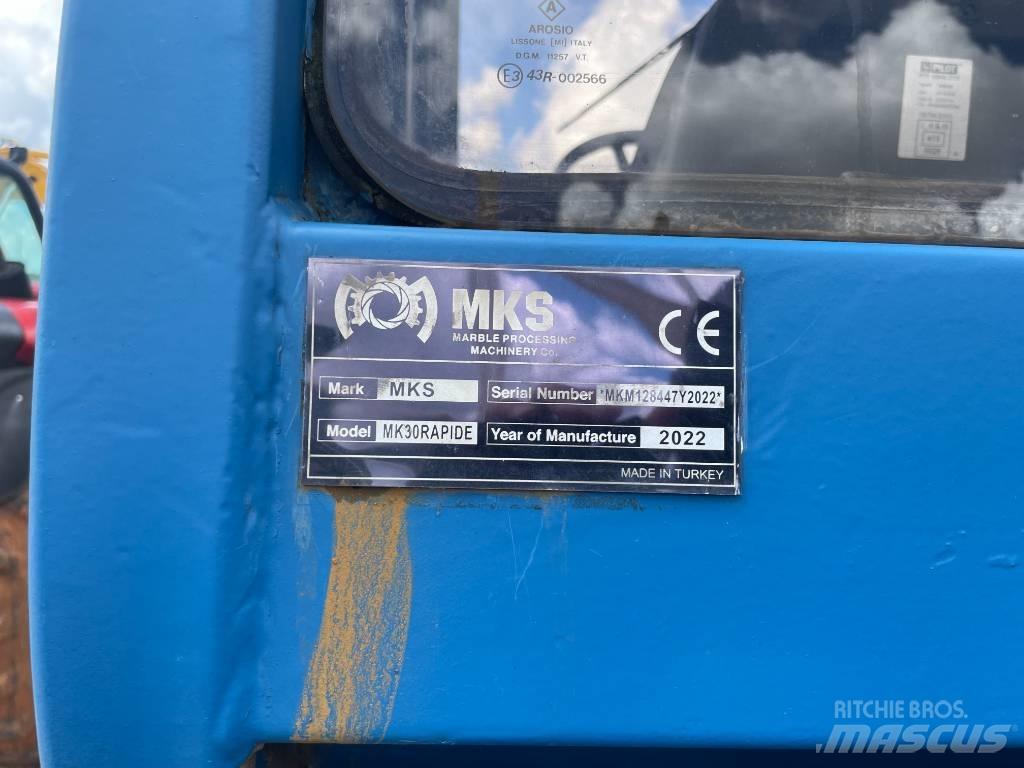 A
AROSIO
LISSONE (MI) ITALY
D.G.M. 11257 V.T.
E3 43R-002566
PILOT
MKS
MARBLE PROCESSING
MACHINERY Co.
CE
Mark MKS Serial Number *MKM128447Y2022*
Model MK30RAPIDE Year of Manufacture 2022
MADE IN TURKEY
RITCHIE BROS.
MASCUS